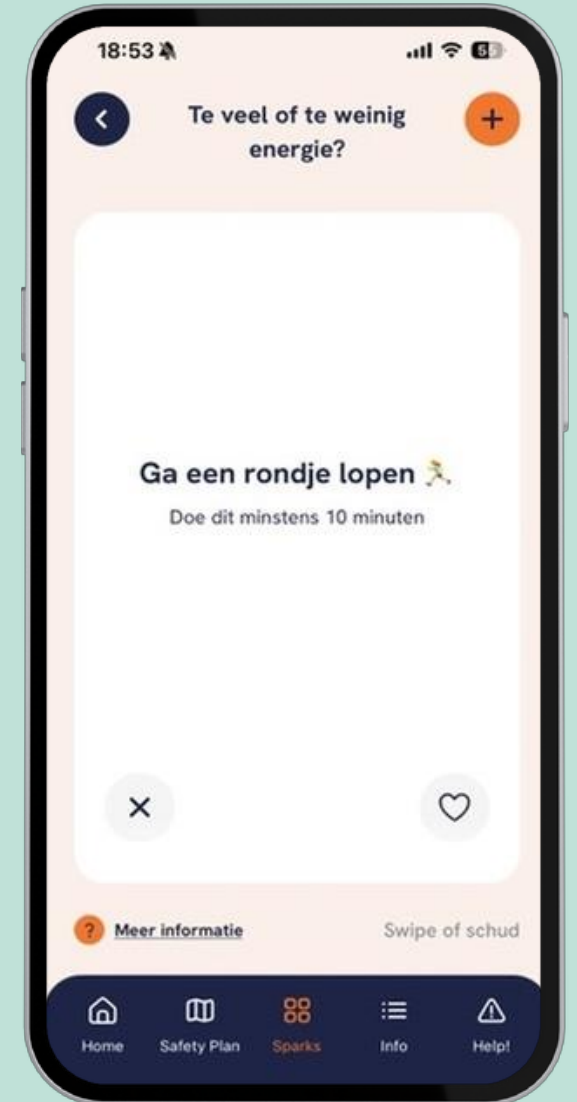 18:53
55
Te veel of te weinig
energie?
Ga een rondje lopen 🏃
Doe dit minstens 10 minuten
? Meer informatie
Swipe of schud
Home
Safety Plan
Sparks
Info
Help!